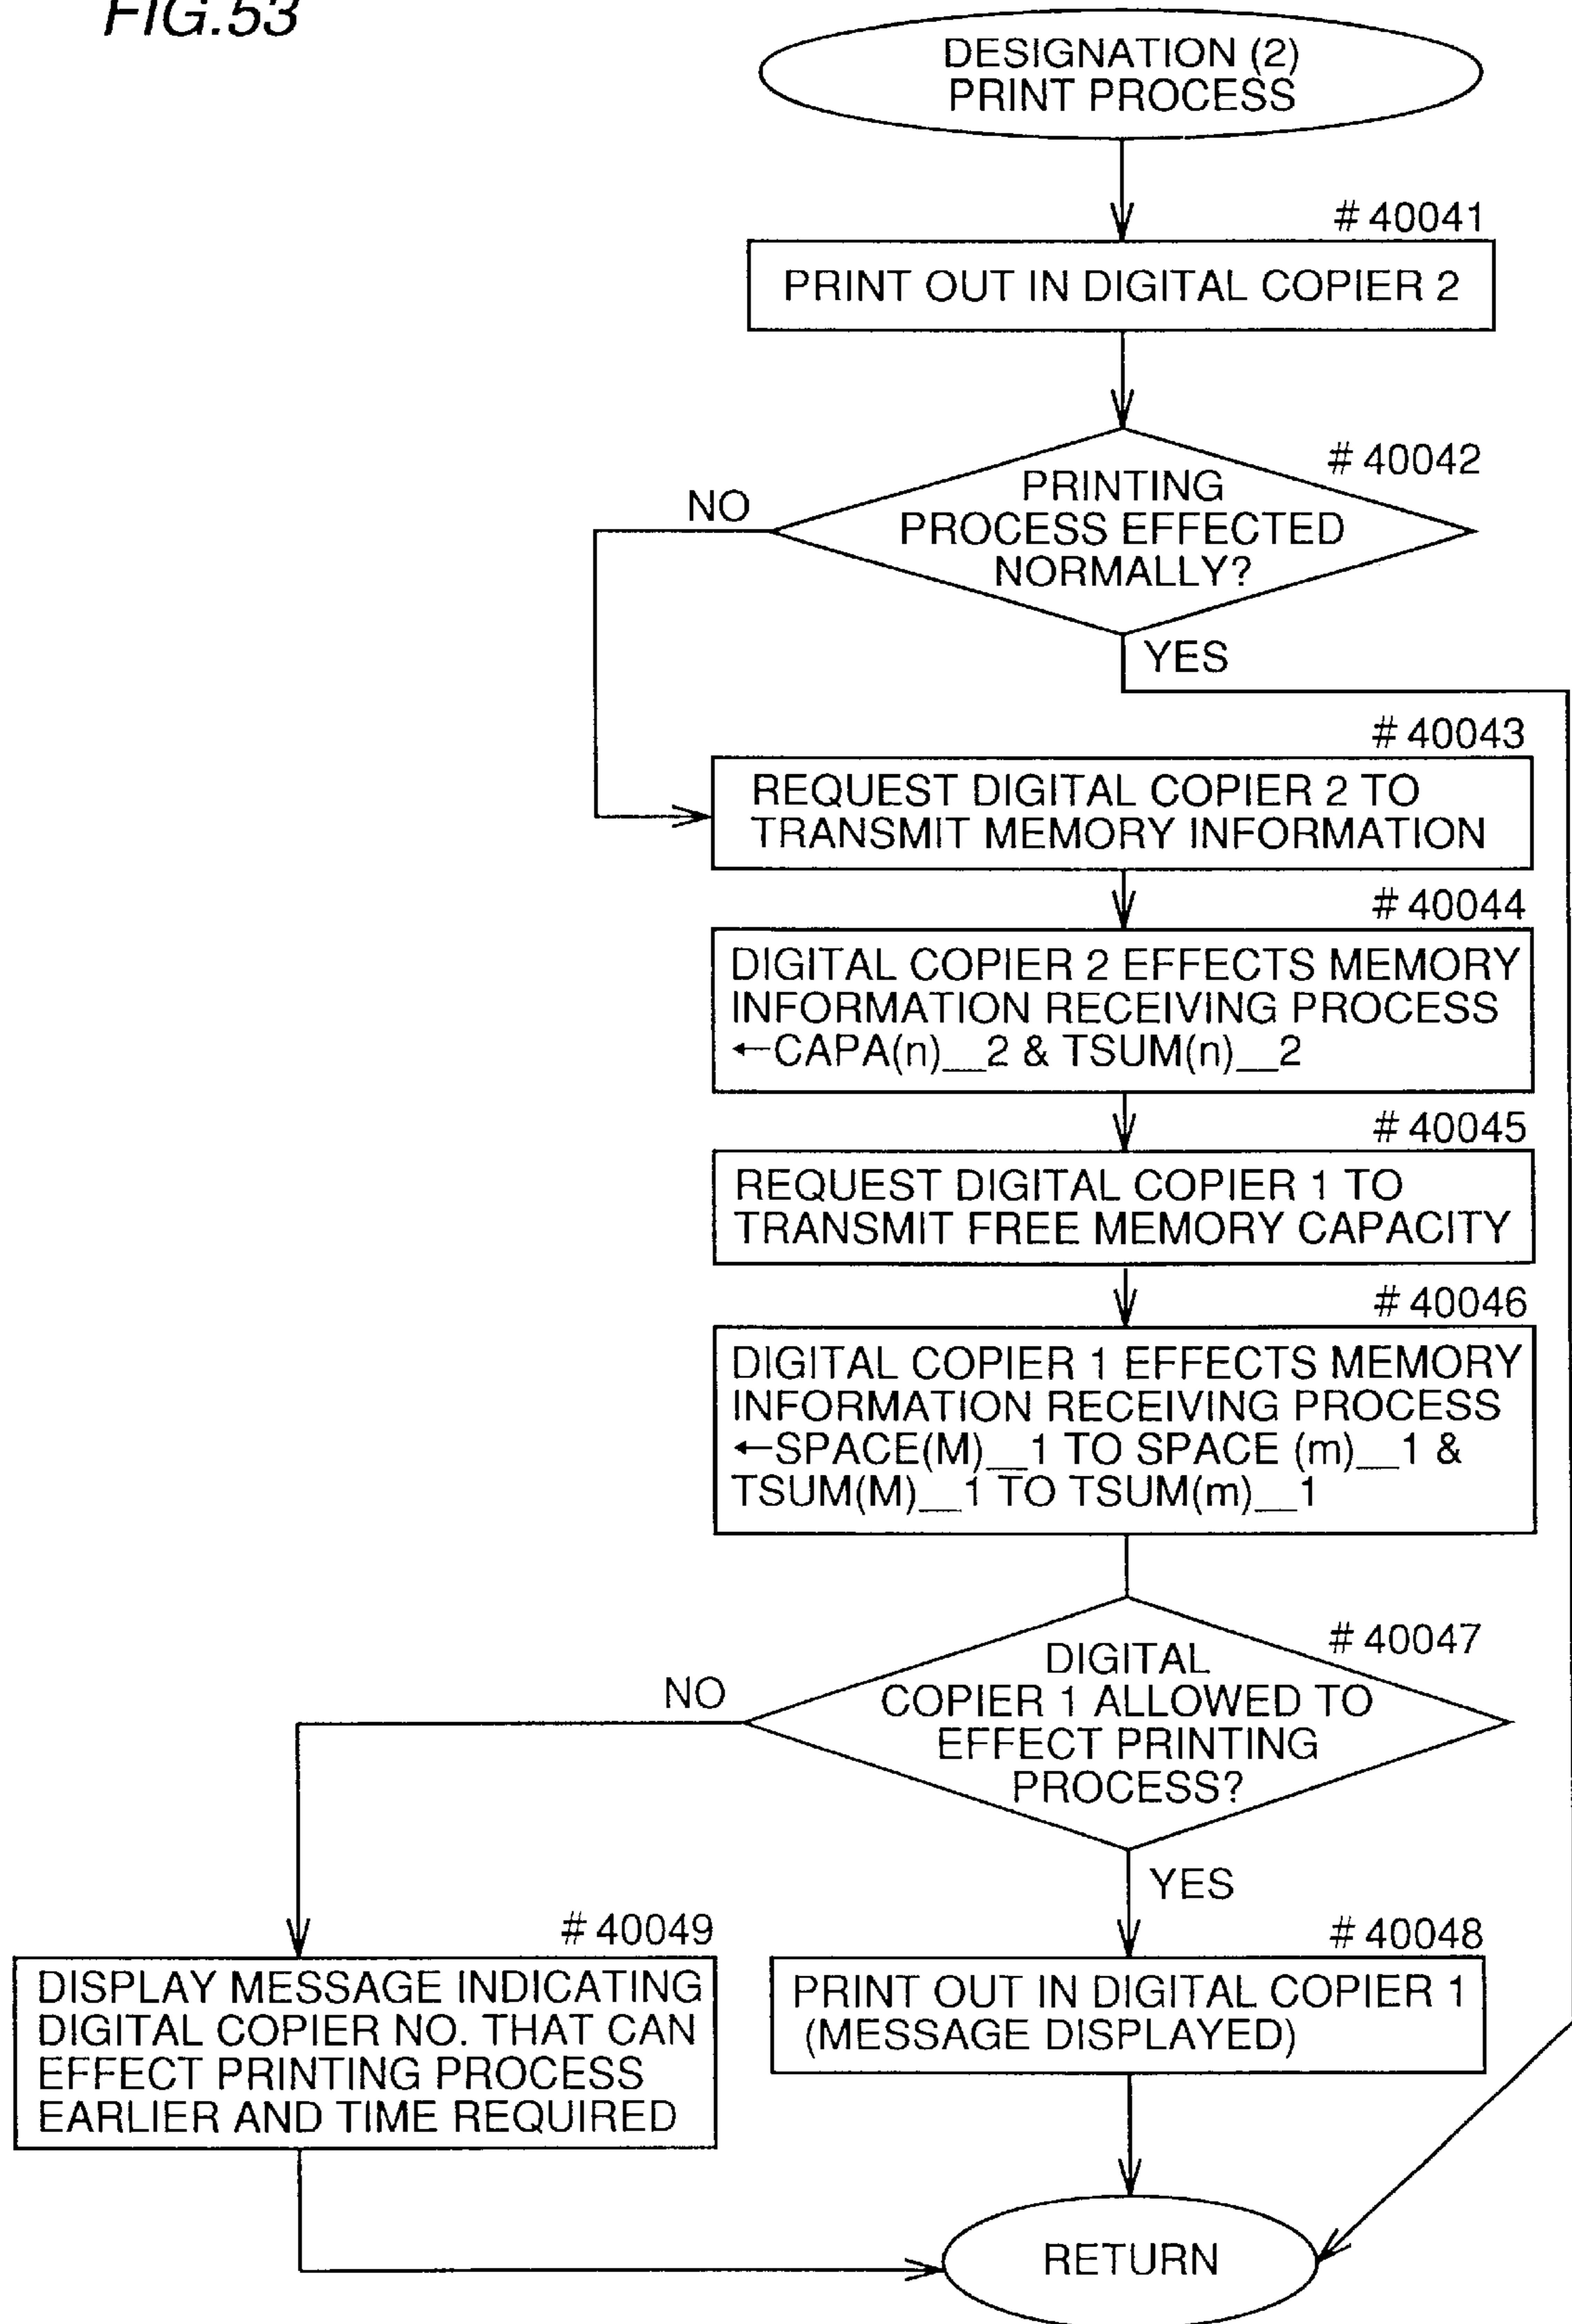 FIG.53
DESIGNATION (2)
PRINT PROCESS
# 40041
PRINT OUT IN DIGITAL COPIER 2
# 40042
PRINTING
PROCESS EFFECTED
NORMALLY?
NO
YES
# 40043
REQUEST DIGITAL COPIER 2 TO
TRANSMIT MEMORY INFORMATION
# 40044
DIGITAL COPIER 2 EFFECTS MEMORY
INFORMATION RECEIVING PROCESS
←CAPA(n)__2 & TSUM(n)__2
# 40045
REQUEST DIGITAL COPIER 1 TO
TRANSMIT FREE MEMORY CAPACITY
# 40046
DIGITAL COPIER 1 EFFECTS MEMORY
INFORMATION RECEIVING PROCESS
←SPACE(M)__1 TO SPACE (m)__1 &
TSUM(M)__1 TO TSUM(m)__1
# 40047
DIGITAL
COPIER 1 ALLOWED TO
EFFECT PRINTING
PROCESS?
NO
YES
# 40049
DISPLAY MESSAGE INDICATING
DIGITAL COPIER NO. THAT CAN
EFFECT PRINTING PROCESS
EARLIER AND TIME REQUIRED
# 40048
PRINT OUT IN DIGITAL COPIER 1
(MESSAGE DISPLAYED)
RETURN